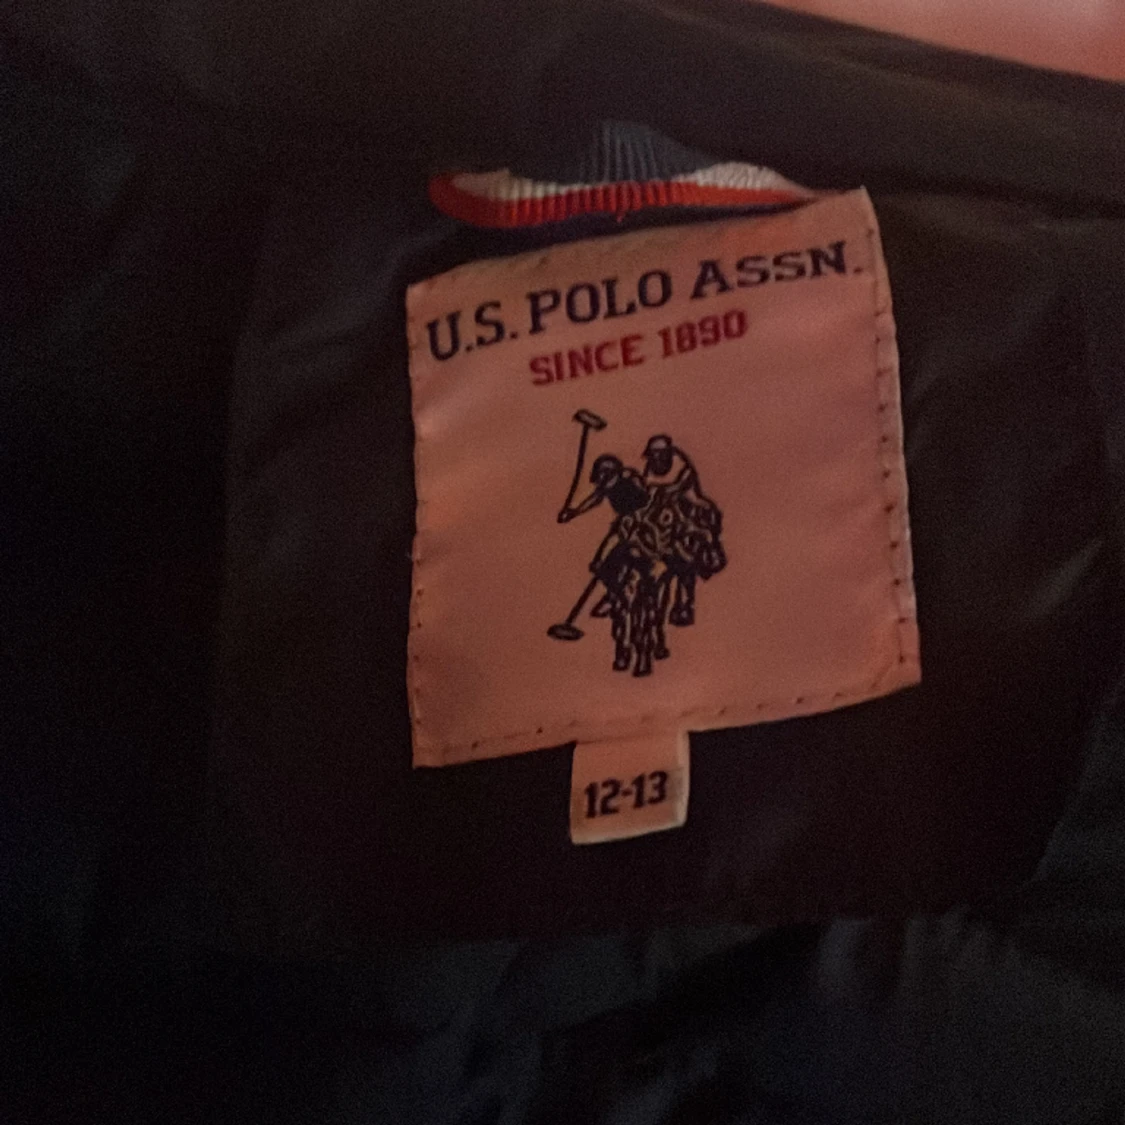 U.S. POLO ASSN.
SINCE 1890
12-13